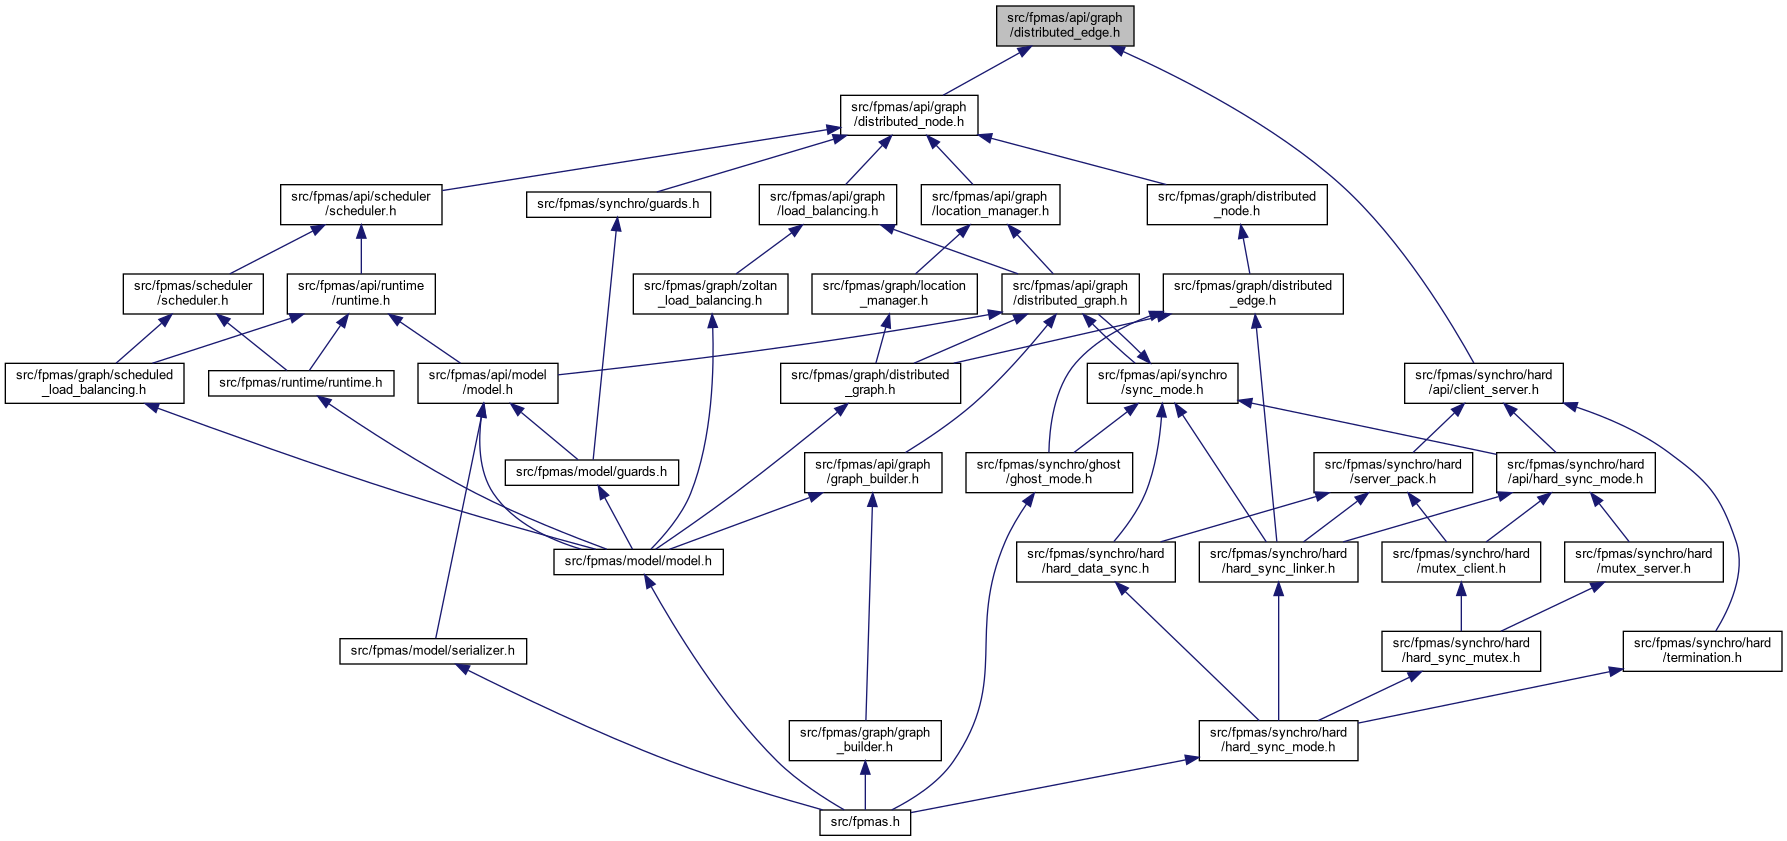 src/fpmas/api/graph
/distributed_edge.h
src/fpmas/api/graph
/distributed_node.h
src/fpmas/api/scheduler
/scheduler.h
src/fpmas/synchro/guards.h
src/fpmas/api/graph
/load_balancing.h
src/fpmas/api/graph
/location_manager.h
src/fpmas/graph/distributed
_node.h
src/fpmas/scheduler
/scheduler.h
src/fpmas/api/runtime
/runtime.h
src/fpmas/graph/zoltan
_load_balancing.h
src/fpmas/graph/location
_manager.h
src/fpmas/api/graph
/distributed_graph.h
src/fpmas/graph/distributed
_edge.h
src/fpmas/graph/scheduled
_load_balancing.h
src/fpmas/runtime/runtime.h
src/fpmas/api/model
/model.h
src/fpmas/graph/distributed
_graph.h
src/fpmas/api/synchro
/sync_mode.h
src/fpmas/synchro/hard
/api/client_server.h
src/fpmas/model/guards.h
src/fpmas/api/graph
/graph_builder.h
src/fpmas/synchro/ghost
/ghost_mode.h
src/fpmas/synchro/hard
/server_pack.h
src/fpmas/synchro/hard
/api/hard_sync_mode.h
src/fpmas/model/model.h
src/fpmas/synchro/hard
/hard_data_sync.h
src/fpmas/synchro/hard
/hard_sync_linker.h
src/fpmas/synchro/hard
/mutex_client.h
src/fpmas/synchro/hard
/mutex_server.h
src/fpmas/model/serializer.h
src/fpmas/synchro/hard
/hard_sync_mutex.h
src/fpmas/synchro/hard
/termination.h
src/fpmas/graph/graph
_builder.h
src/fpmas/synchro/hard
/hard_sync_mode.h
src/fpmas.h